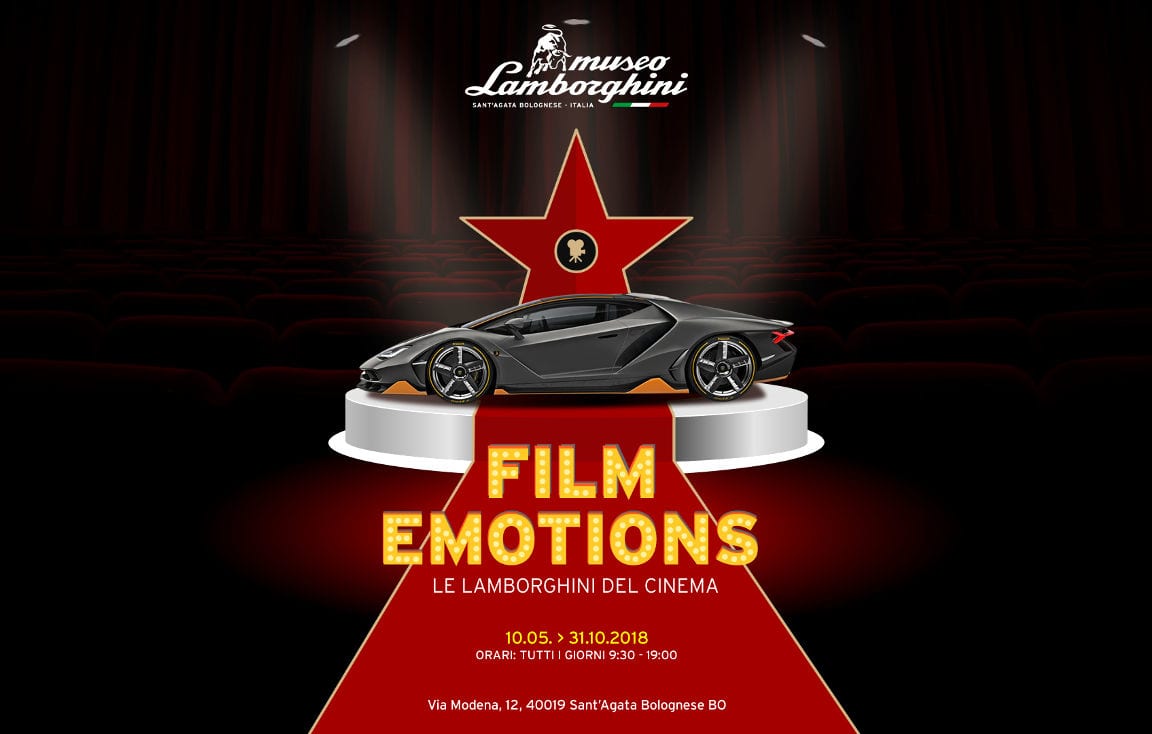 museo
Lamborghini
SANT'AGATA BOLOGNESE - ITALIA
FILM
EMOTIONS
LE LAMBORGHINI DEL CINEMA
10.05. > 31.10.2018
ORARI: TUTTI I GIORNI 9:30 - 19:00
Via Modena, 12, 40019 Sant'Agata Bolognese BO